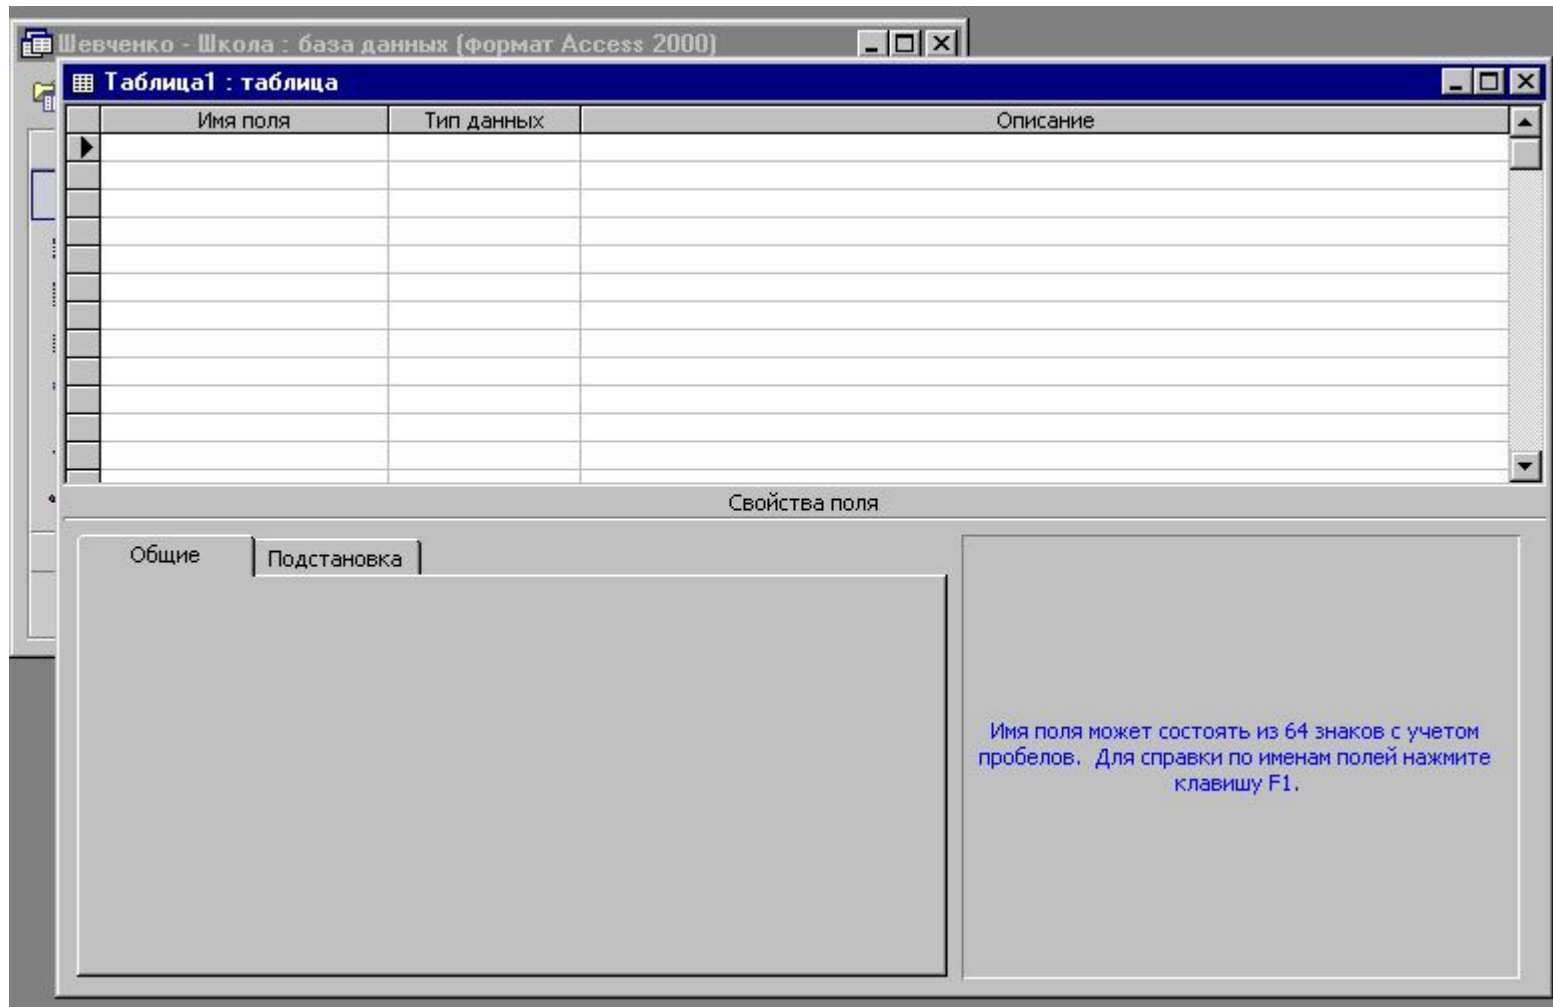 Шевченко - Школа : база данных (формат Access 2000)
Таблица1 : таблица
Имя поля Тип данных Описание
Свойства поля
Общие Подстановка
Имя поля может состоять из 64 знаков с учетом
пробелов.  Для справки по именам полей нажмите
клавишу F1.